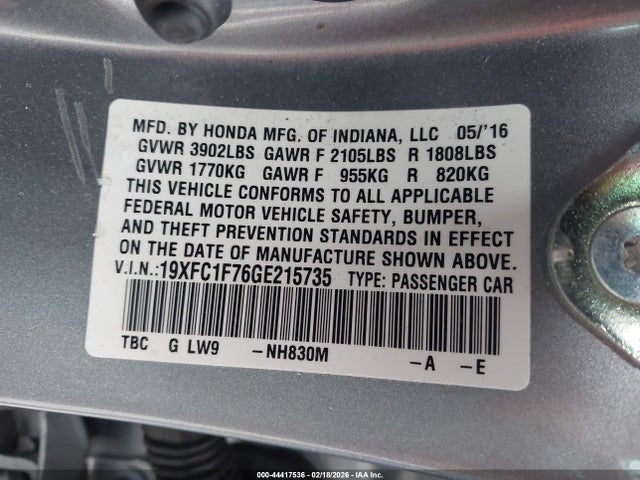 MFD. BY HONDA MFG. OF INDIANA, LLC 05/'16
GVWR 3902LBS GAWR F 2105LBS R 1808LBS
GVWR 1770KG GAWR F 955KG R 820KG
THIS VEHICLE CONFORMS TO ALL APPLICABLE
FEDERAL MOTOR VEHICLE SAFETY, BUMPER,
AND THEFT PREVENTION STANDARDS IN EFFECT
ON THE DATE OF MANUFACTURE SHOWN ABOVE.
V.I.N.:19XFC1F76GE215735 TYPE: PASSENGER CAR
TBC G LW9 -NH830M -A -E
000-44417536 - 02/18/2026 - IAA Inc.